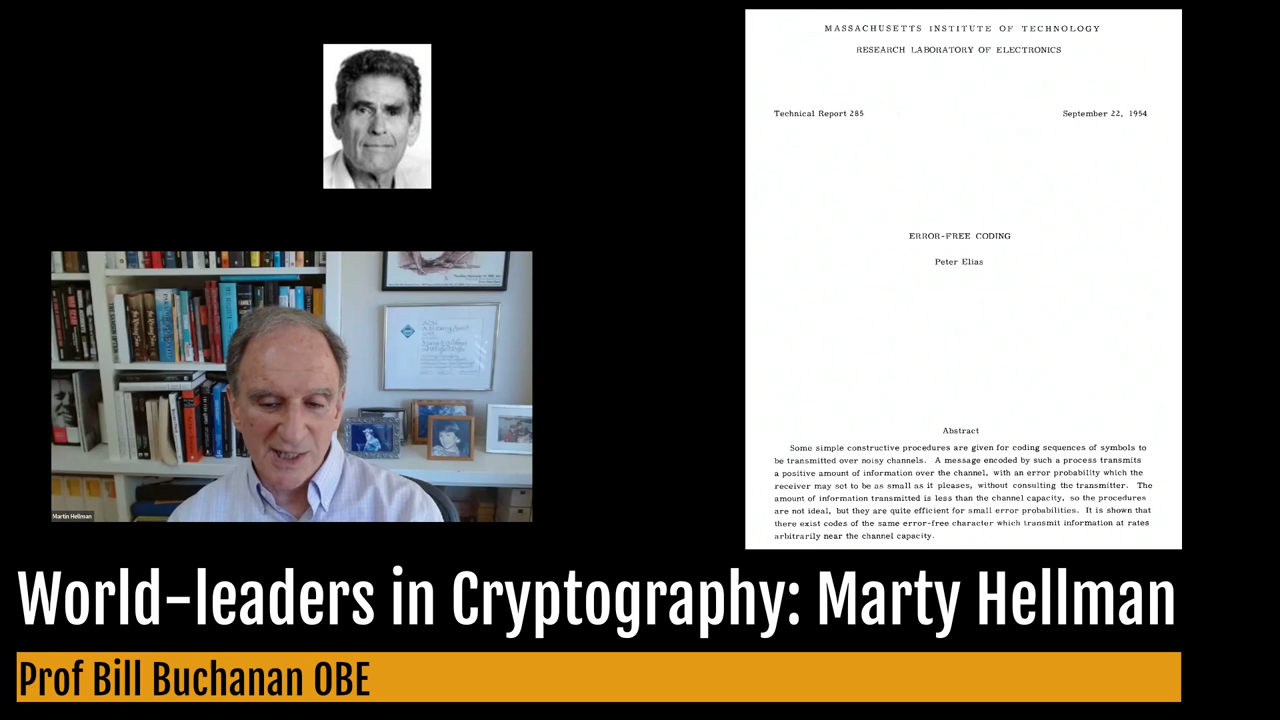 MASSACHUSETTS INSTITUTE OF TECHNOLOGY
RESEARCH LABORATORY OF ELECTRONICS
Technical Report 285
September 22, 1954
ERROR-FREE CODING
Peter Elias
Abstract
Some simple constructive procedures are given for coding sequences of symbols to
be transmitted over noisy channels. A message encoded by such a process transmits
a positive amount of information over the channel, with an error probability which the
receiver may set to be as small as it pleases, without consulting the transmitter. The
amount of information transmitted is less than the channel capacity, so the procedures
are not ideal, but they are quite efficient for small error probabilities. It is shown that
there exist codes of the same error-free character which transmit information at rates
arbitrarily near the channel capacity.
Martin Hellman
World-leaders in Cryptography: Marty Hellman
Prof Bill Buchanan OBE